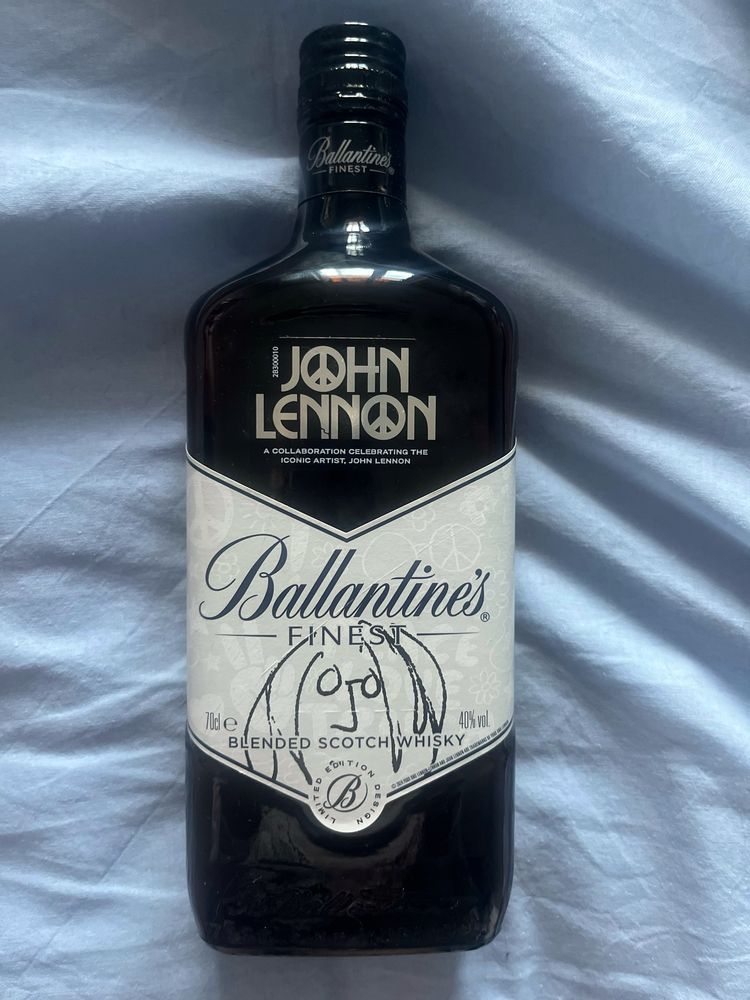 Ballantine's®
FINEST
28300010
JOHN
LENNON
A COLLABORATION CELEBRATING THE
ICONIC ARTIST, JOHN LENNON
Ballantine's®
FINEST
70cl ℮
40% vol.
BLENDED SCOTCH WHISKY
LIMITED EDITION DESIGN
B